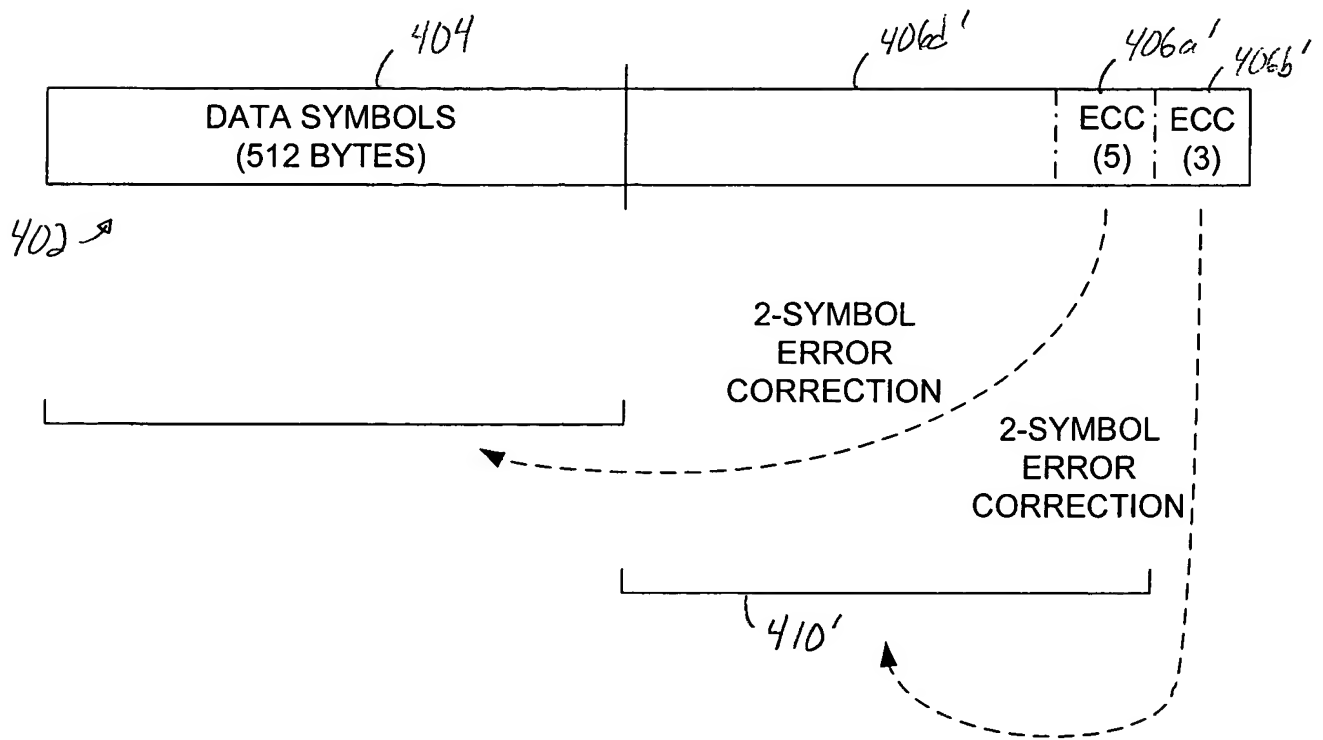 404
406d'
406a'
406b'
DATA SYMBOLS
(512 BYTES)
ECC
(5)
ECC
(3)
402
2-SYMBOL
ERROR
CORRECTION
2-SYMBOL
ERROR
CORRECTION
410'